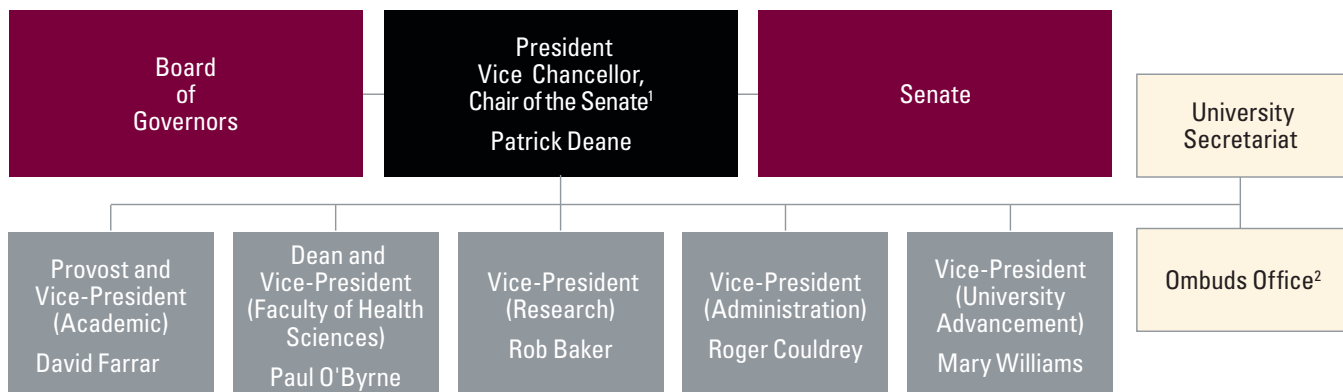 Board
of
Governors
President
Vice Chancellor,
Chair of the Senate¹
Patrick Deane
Senate
University
Secretariat
Provost and
Vice-President
(Academic)
David Farrar
Dean and
Vice-President
(Faculty of Health
Sciences)
Paul O'Byrne
Vice-President
(Research)
Rob Baker
Vice-President
(Administration)
Roger Couldrey
Vice-President
(University
Advancement)
Mary Williams
Ombuds Office²